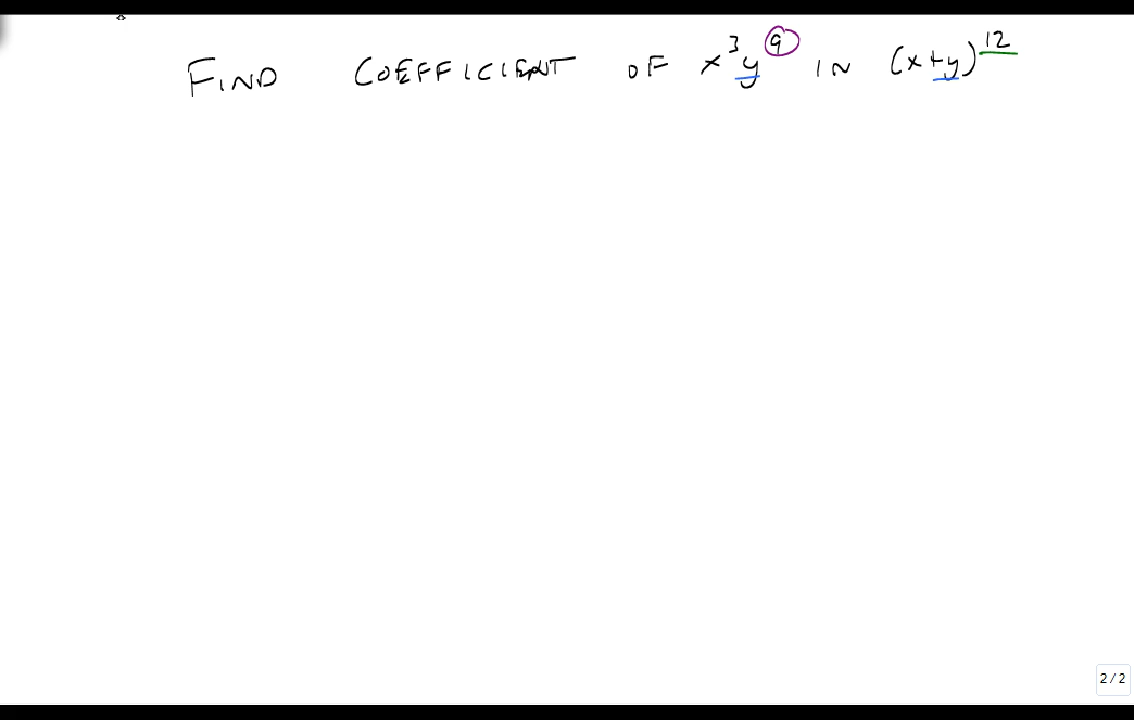 FIND COEFFICIENT OF x³y⁹ IN (x+y)¹²
2/2